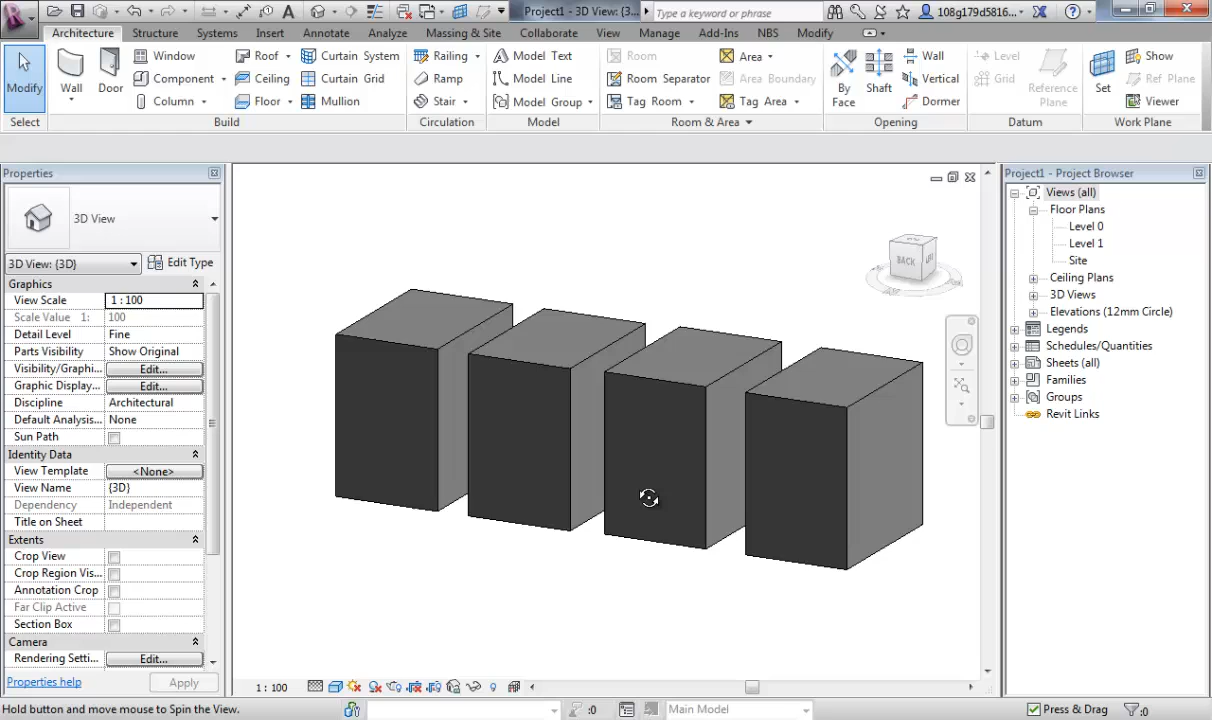 Project1 - 3D View: {3...
Type a keyword or phrase
108g179d5816...
Architecture Structure Systems Insert Annotate Analyze Massing & Site Collaborate View Manage Add-Ins NBS Modify
Modify
Wall
Door
Window
Component
Column
Roof
Ceiling
Floor
Curtain System
Curtain Grid
Mullion
Railing
Ramp
Stair
Model Text
Model Line
Model Group
Room
Room Separator
Tag Room
Area
Area Boundary
Tag Area
By Face
Shaft
Wall
Vertical
Dormer
Level
Grid
Reference Plane
Set
Show
Ref Plane
Viewer
Select Build Circulation Model Room & Area Opening Datum Work Plane
Properties
3D View
3D View: {3D} Edit Type
Graphics
View Scale 1 : 100
Scale Value 1: 100
Detail Level Fine
Parts Visibility Show Original
Visibility/Graphi... Edit...
Graphic Display... Edit...
Discipline Architectural
Default Analysis... None
Sun Path
Identity Data
View Template <None>
View Name {3D}
Dependency Independent
Title on Sheet
Extents
Crop View
Crop Region Vis...
Annotation Crop
Far Clip Active
Section Box
Camera
Rendering Setti... Edit...
Properties help Apply
BACK
1 : 100
Project1 - Project Browser
Views (all)
Floor Plans
Level 0
Level 1
Site
Ceiling Plans
3D Views
Elevations (12mm Circle)
Legends
Schedules/Quantities
Sheets (all)
Families
Groups
Revit Links
Hold button and move mouse to Spin the View.
:0
Main Model
Press & Drag
:0